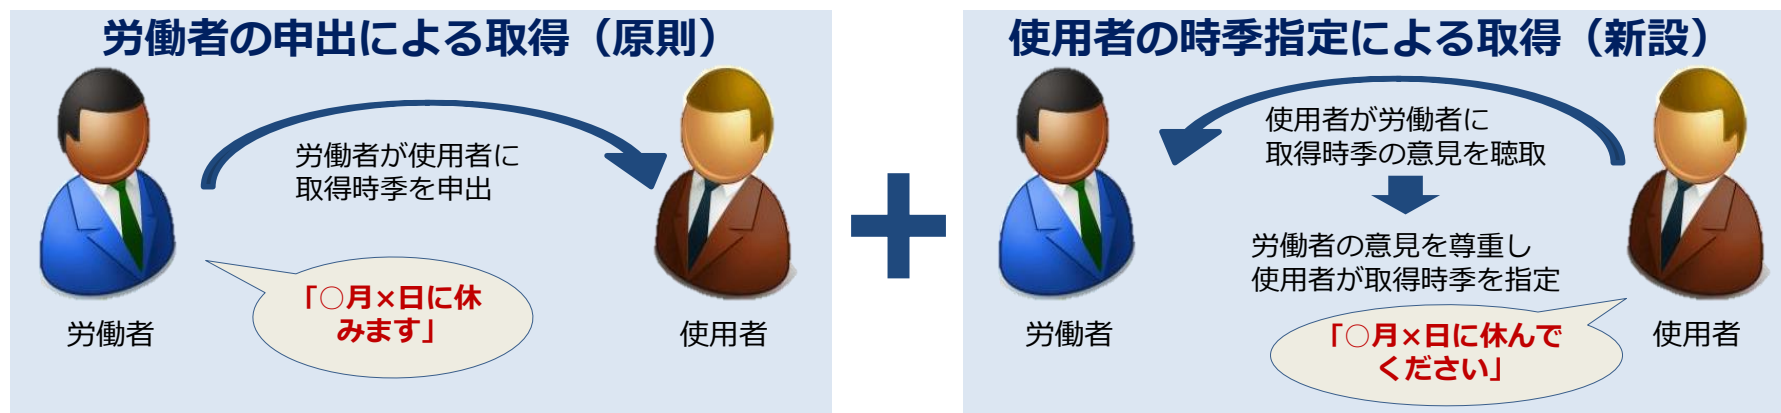 労働者の申出による取得（原則）
労働者が使用者に
取得時季を申出
「○月×日に休
みます」
労働者
使用者
使用者の時季指定による取得（新設）
使用者が労働者に
取得時季の意見を聴取
労働者の意見を尊重し
使用者が取得時季を指定
「○月×日に休んで
ください」
労働者
使用者